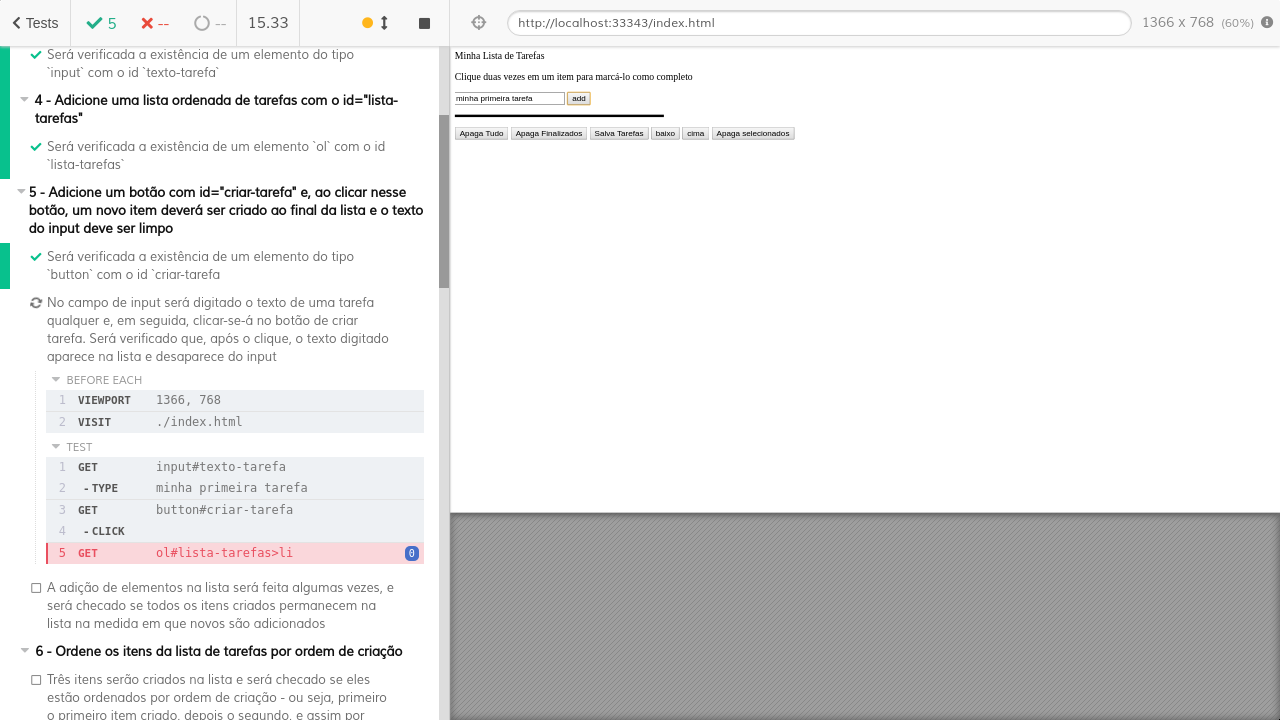 Tests
5
--
--
15.33
http://localhost:33343/index.html
1366 x 768 (60%)
Será verificada a existência de um elemento do tipo
`input` com o id `texto-tarefa`
4 - Adicione uma lista ordenada de tarefas com o id="lista-
tarefas"
Será verificada a existência de um elemento `ol` com o id
`lista-tarefas`
5 - Adicione um botão com id="criar-tarefa" e, ao clicar nesse
botão, um novo item deverá ser criado ao final da lista e o texto
do input deve ser limpo
Será verificada a existência de um elemento do tipo
`button` com o id `criar-tarefa
No campo de input será digitado o texto de uma tarefa
qualquer e, em seguida, clicar-se-á no botão de criar
tarefa. Será verificado que, após o clique, o texto digitado
aparece na lista e desaparece do input
BEFORE EACH
1 VIEWPORT 1366, 768
2 VISIT ./index.html
TEST
1 GET input#texto-tarefa
2 -TYPE minha primeira tarefa
3 GET button#criar-tarefa
4 -CLICK
5 GET ol#lista-tarefas>li 0
A adição de elementos na lista será feita algumas vezes, e
será checado se todos os itens criados permanecem na
lista na medida em que novos são adicionados
6 - Ordene os itens da lista de tarefas por ordem de criação
Três itens serão criados na lista e será checado se eles
estão ordenados por ordem de criação - ou seja, primeiro
o primeiro item criado, depois o segundo, e assim por
Minha Lista de Tarefas
Clique duas vezes em um item para marcá-lo como completo
minha primeira tarefa add
Apaga Tudo Apaga Finalizados Salva Tarefas baixo cima Apaga selecionados